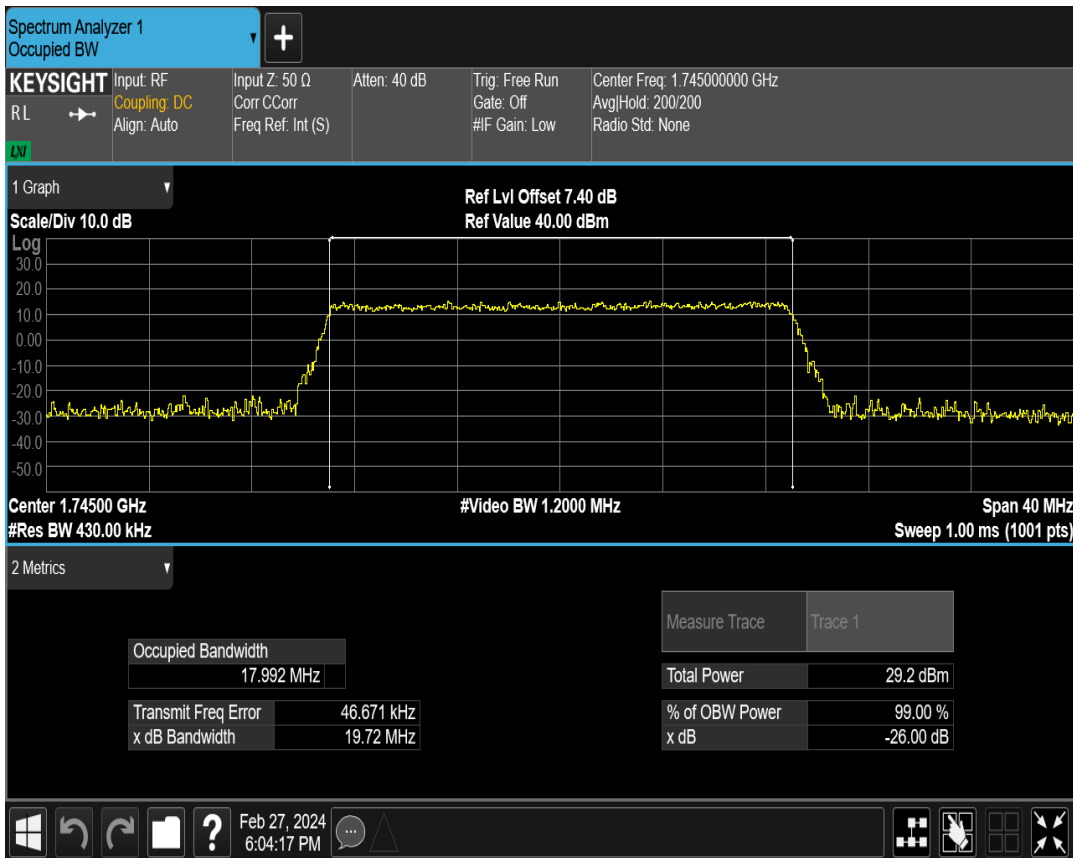 Spectrum Analyzer 1
Occupied BW
+
KEYSIGHT
RL
LXI
Input: RF
Coupling: DC
Align: Auto
Input Z: 50 Ω
Corr CCorr
Freq Ref: Int (S)
Atten: 40 dB
Trig: Free Run
Gate: Off
#IF Gain: Low
Center Freq: 1.745000000 GHz
Avg|Hold: 200/200
Radio Std: None
1 Graph
Scale/Div 10.0 dB
Ref Lvl Offset 7.40 dB
Ref Value 40.00 dBm
Log
30.0
20.0
10.0
0.00
-10.0
-20.0
-30.0
-40.0
-50.0
Center 1.74500 GHz
#Video BW 1.2000 MHz
Span 40 MHz
#Res BW 430.00 kHz
Sweep 1.00 ms (1001 pts)
2 Metrics
Occupied Bandwidth
17.992 MHz
Transmit Freq Error 46.671 kHz
x dB Bandwidth 19.72 MHz
Measure Trace Trace 1
Total Power 29.2 dBm
% of OBW Power 99.00 %
x dB -26.00 dB
?
Feb 27, 2024
6:04:17 PM